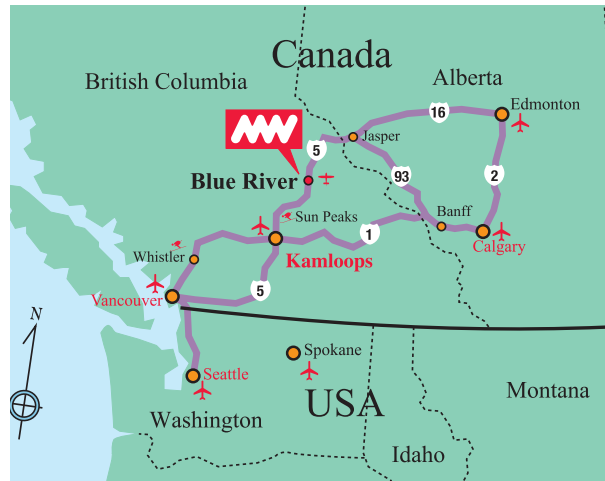 Canada
British Columbia
Alberta
16
Edmonton
Jasper
5
Blue River
93
2
Sun Peaks
Banff
1
Calgary
Whistler
Kamloops
Vancouver
5
N
Spokane
Seattle
USA
Montana
Washington
Idaho